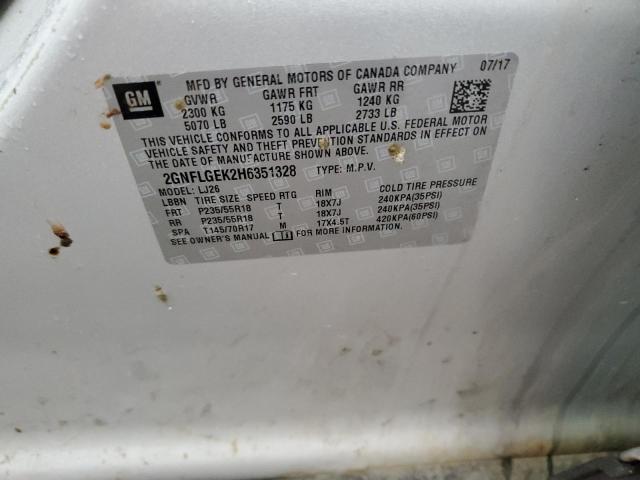 GM
MFD BY GENERAL MOTORS OF CANADA COMPANY 07/17
GVWR GAWR FRT GAWR RR
2300 KG 1175 KG 1240 KG
5070 LB 2590 LB 2733 LB
THIS VEHICLE CONFORMS TO ALL APPLICABLE U.S. FEDERAL MOTOR
VEHICLE SAFETY AND THEFT PREVENTION STANDARDS IN EFFECT ON
THE DATE OF MANUFACTURE SHOWN ABOVE.
2GNFLGEK2H6351328 TYPE: M.P.V.
MODEL: LJ26
LBBN TIRE SIZE SPEED RTG RIM COLD TIRE PRESSURE
FRT P235/55R18 T 18X7J 240KPA(35PSI)
RR P235/55R18 T 18X7J 240KPA(35PSI)
SPA T145/70R17 M 17X4.5T 420KPA(60PSI)
SEE OWNER'S MANUAL FOR MORE INFORMATION.